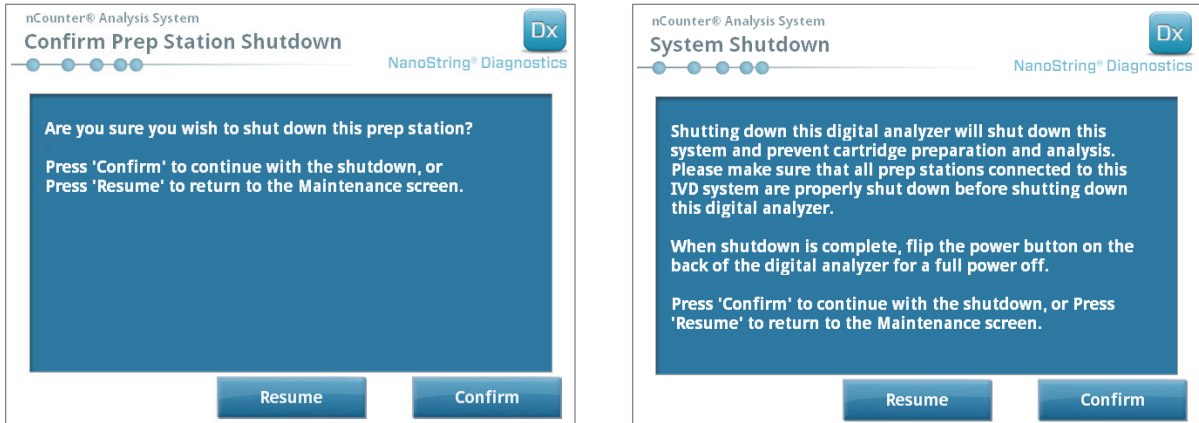 nCounter® Analysis System
Confirm Prep Station Shutdown
Dx
NanoString® Diagnostics
Are you sure you wish to shut down this prep station?
Press 'Confirm' to continue with the shutdown, or
Press 'Resume' to return to the Maintenance screen.
Resume
Confirm
nCounter® Analysis System
System Shutdown
Dx
NanoString® Diagnostics
Shutting down this digital analyzer will shut down this
system and prevent cartridge preparation and analysis.
Please make sure that all prep stations connected to this
IVD system are properly shut down before shutting down
this digital analyzer.
When shutdown is complete, flip the power button on the
back of the digital analyzer for a full power off.
Press 'Confirm' to continue with the shutdown, or Press
'Resume' to return to the Maintenance screen.
Resume
Confirm